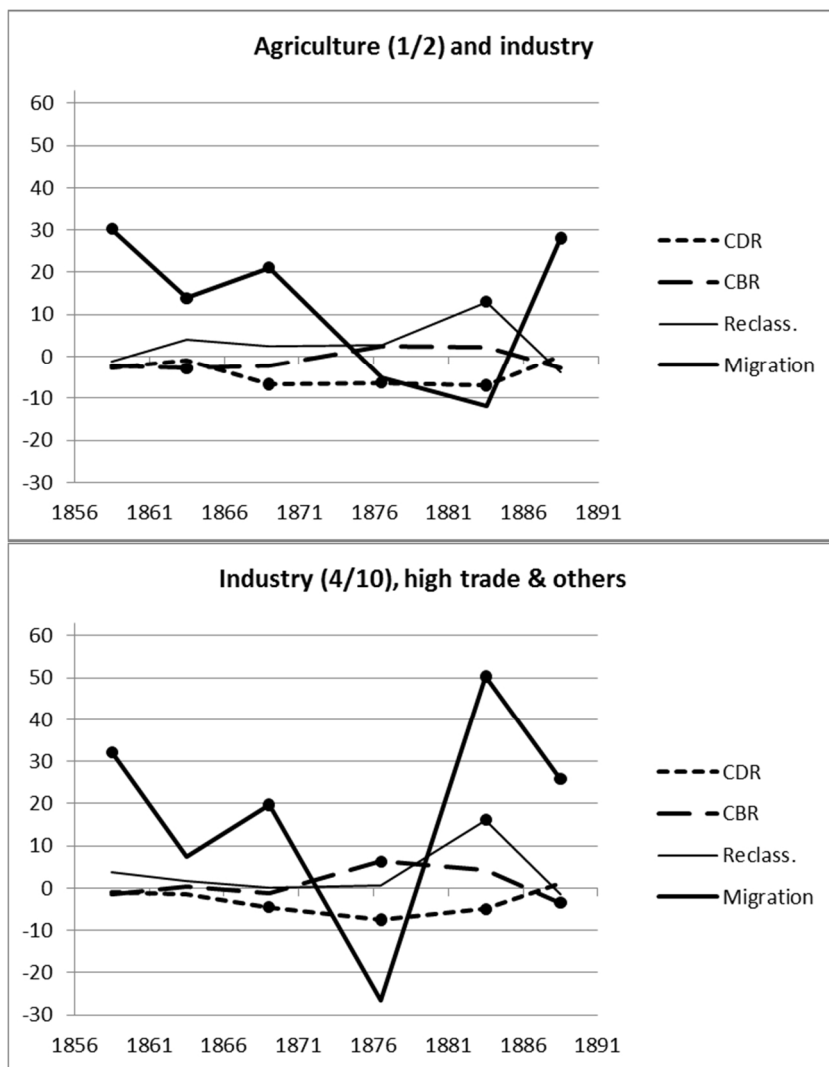 Agriculture (1/2) and industry
60
50
40
30
20
10
0
-10
-20
-30
1856 1861 1866 1871 1876 1881 1886 1891
CDR
CBR
Reclass.
Migration
Industry (4/10), high trade & others
60
50
40
30
20
10
0
-10
-20
-30
1856 1861 1866 1871 1876 1881 1886 1891
CDR
CBR
Reclass.
Migration